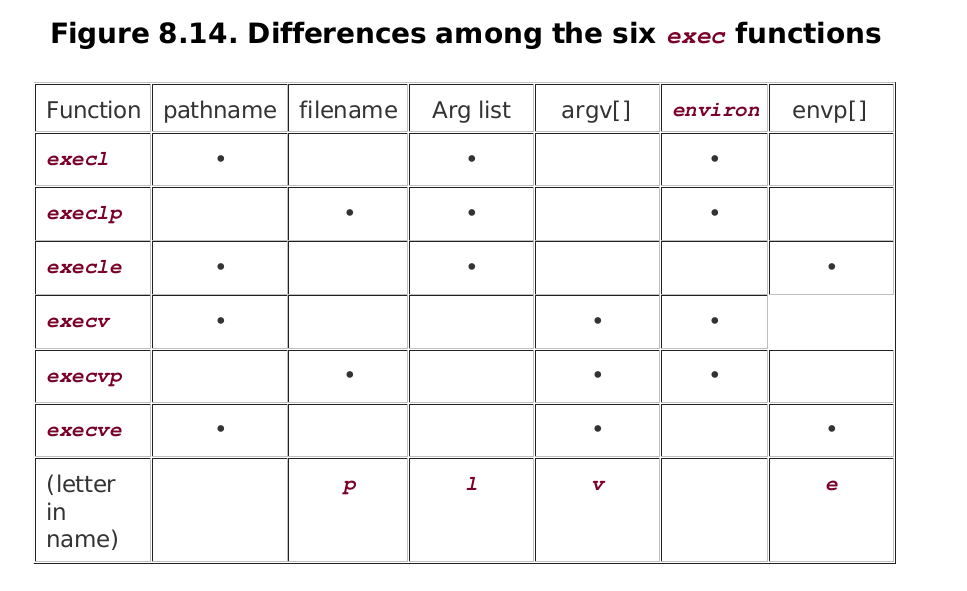 Figure 8.14. Differences among the six exec functions
Function pathname filename Arg list argv[] environ envp[]
execl • • •
execlp • • •
execle • • •
execv • • •
execvp • • •
execve • • •
(letter p l v e
in
name)